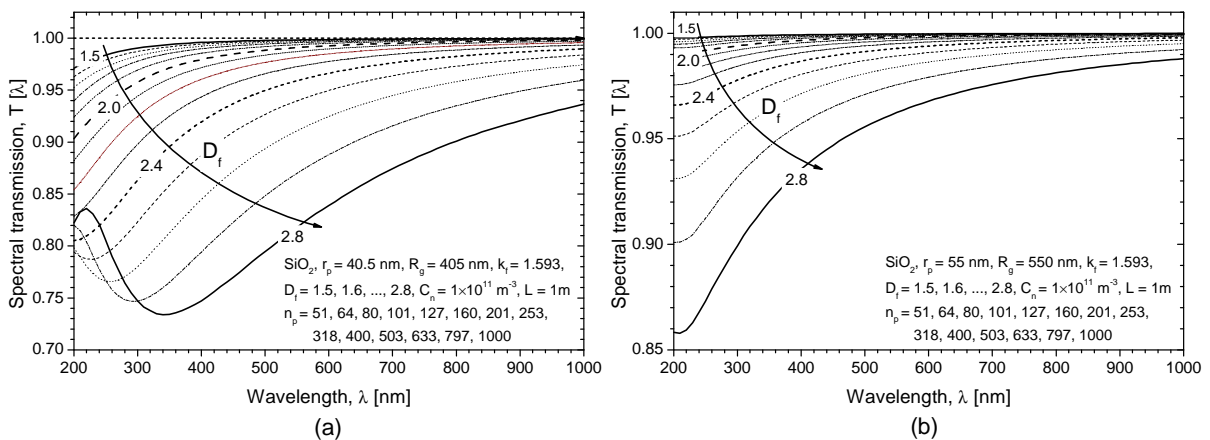 1.00
0.95
0.90
0.85
0.80
0.75
0.70
Spectral transmission, T [λ]
200 300 400 500 600 700 800 900 1000
Wavelength, λ [nm]
1.5
2.0
2.4
D_f
2.8
SiO₂, r_p = 40.5 nm, R_g = 405 nm, k_f = 1.593,
D_f = 1.5, 1.6, ..., 2.8, C_n = 1×10¹¹ m⁻³, L = 1m
n_p = 51, 64, 80, 101, 127, 160, 201, 253,
318, 400, 503, 633, 797, 1000
(a)
1.00
0.95
0.90
0.85
Spectral transmission, T [λ]
200 300 400 500 600 700 800 900 1000
Wavelength, λ [nm]
1.5
2.0
2.4
D_f
2.8
SiO₂, r_p = 55 nm, R_g = 550 nm, k_f = 1.593,
D_f = 1.5, 1.6, ..., 2.8, C_n = 1×10¹¹ m⁻³, L = 1m
n_p = 51, 64, 80, 101, 127, 160, 201, 253,
318, 400, 503, 633, 797, 1000
(b)